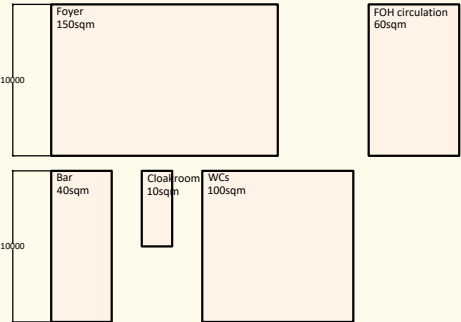 Foyer
150sqm
FOH circulation
60sqm
10000
Bar
40sqm
Cloakroom
10sqm
WCs
100sqm
10000